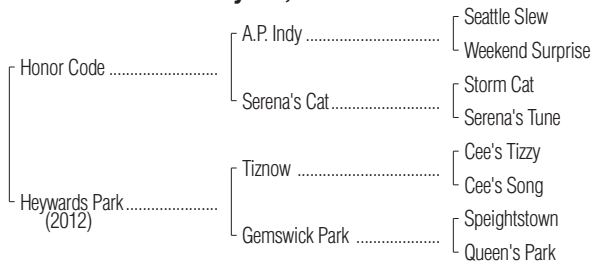 Seattle Slew
A.P. Indy ................................
Weekend Surprise
Honor Code ..........................
Storm Cat
Serena's Cat..........................
Serena's Tune
Cee's Tizzy
Tiznow ..................................
Cee's Song
Heywards Park......................
(2012)
Speightstown
Gemswick Park ....................
Queen's Park